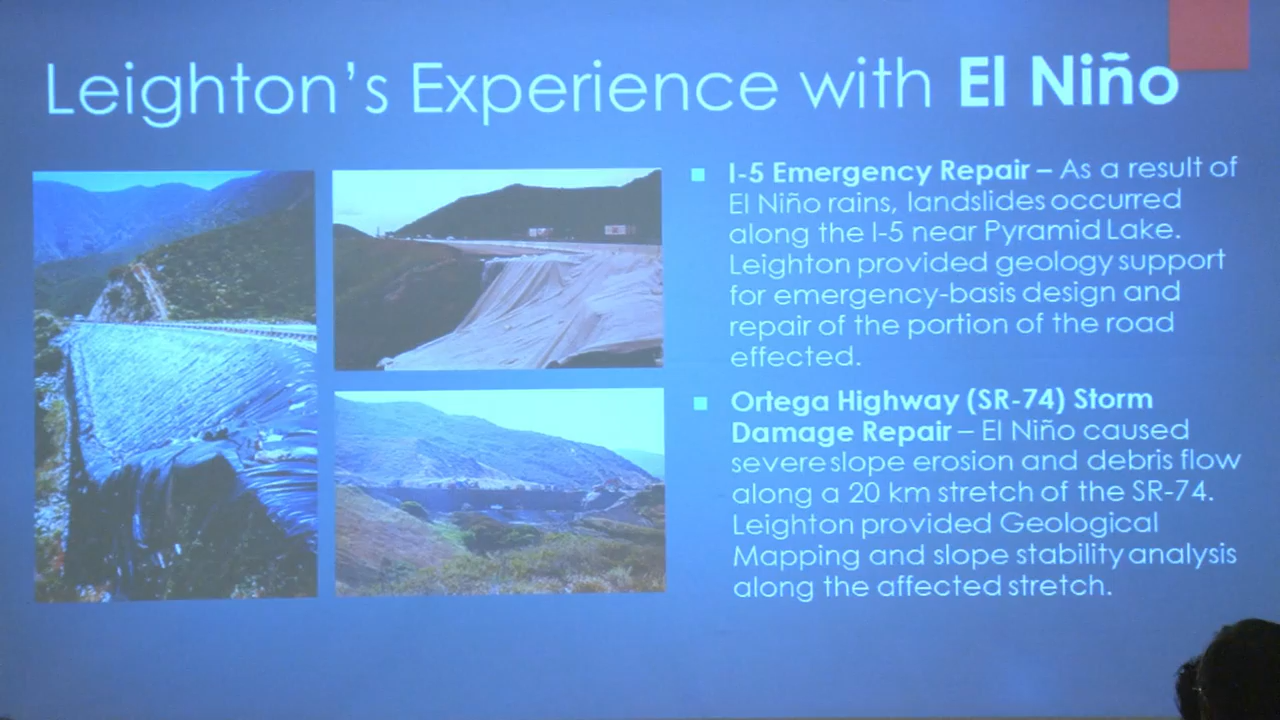 Leighton's Experience with El Niño
I-5 Emergency Repair – As a result of
El Niño rains, landslides occurred
along the I-5 near Pyramid Lake.
Leighton provided geology support
for emergency-basis design and
repair of the portion of the road
effected.
Ortega Highway (SR-74) Storm
Damage Repair – El Niño caused
severe slope erosion and debris flow
along a 20 km stretch of the SR-74.
Leighton provided Geological
Mapping and slope stability analysis
along the affected stretch.